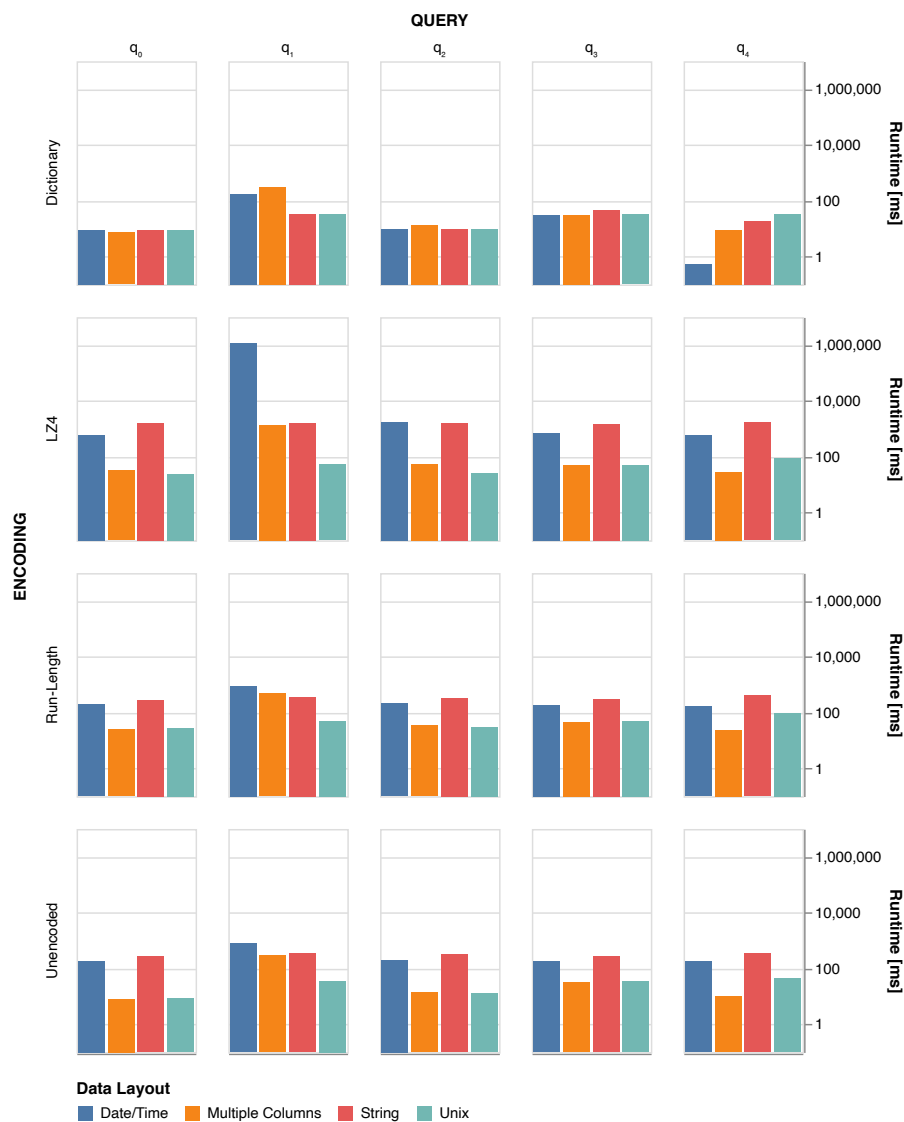 QUERY
q₀ q₁ q₂ q₃ q₄
Dictionary
1,000,000
10,000
100
1
Runtime [ms]
LZ4
1,000,000
10,000
100
1
Runtime [ms]
ENCODING
Run-Length
1,000,000
10,000
100
1
Runtime [ms]
Unencoded
1,000,000
10,000
100
1
Runtime [ms]
Data Layout
Date/Time Multiple Columns String Unix